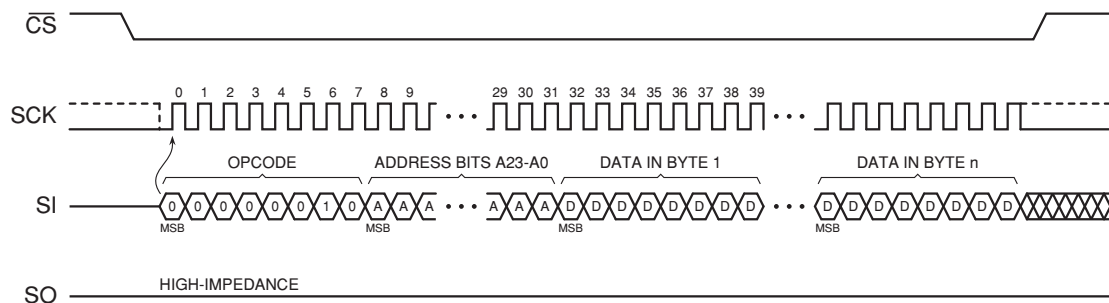 CS
0 1 2 3 4 5 6 7 8 9 29 30 31 32 33 34 35 36 37 38 39
SCK
OPCODE ADDRESS BITS A23-A0 DATA IN BYTE 1 DATA IN BYTE n
SI 0 0 0 0 0 0 1 0 A A A A A A D D D D D D D D D D D D D D D D
MSB MSB MSB MSB
HIGH-IMPEDANCE
SO